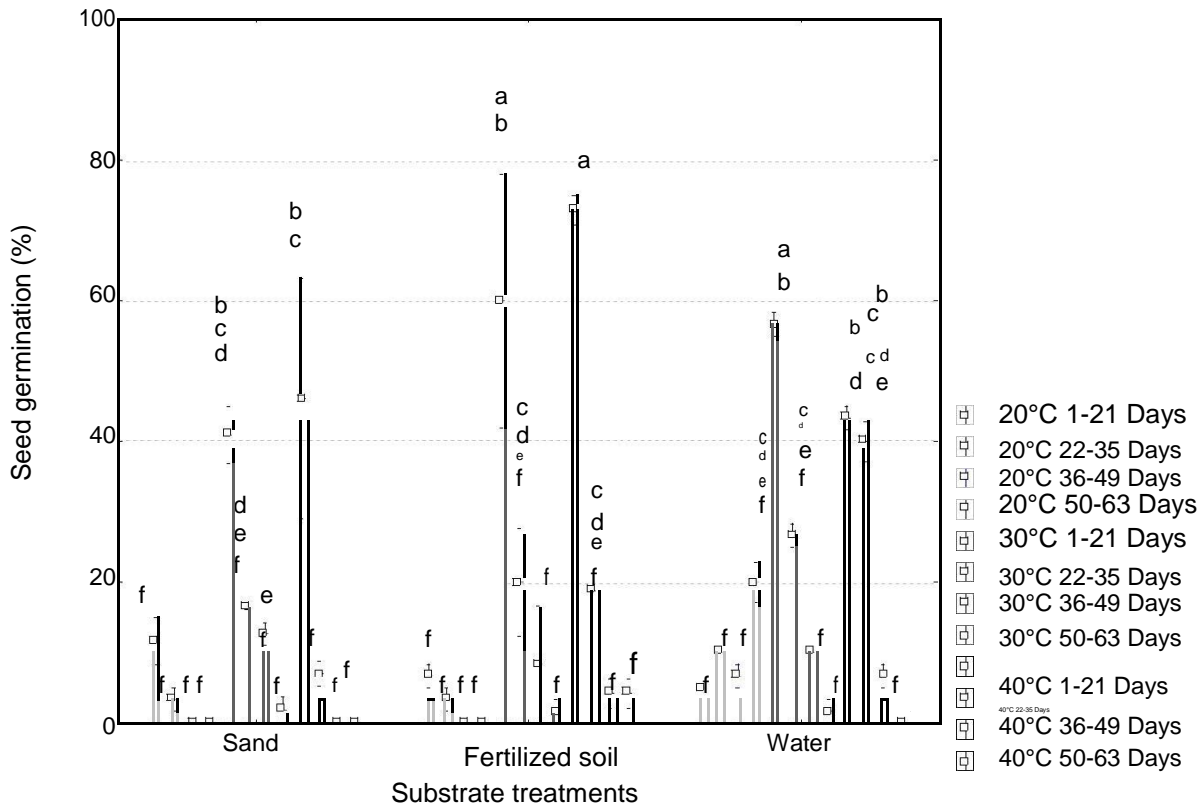 100
80
60
40
20
0
Seed germination (%)
f
f
f f
b
c
d
d
e
f
e
f
f
b
c
f
f
f
f
f
f f
a
b
c
d
e
f
f
f
a
c
d
e
f
f
f
f
f
f
c
d
e
f
a
b
c
d
e
f
f
f
b
d
b
c
c d
e
f
Sand
Fertilized soil
Water
Substrate treatments
20°C 1-21 Days
20°C 22-35 Days
20°C 36-49 Days
20°C 50-63 Days
30°C 1-21 Days
30°C 22-35 Days
30°C 36-49 Days
30°C 50-63 Days
40°C 1-21 Days
40°C 22-35 Days
40°C 36-49 Days
40°C 50-63 Days